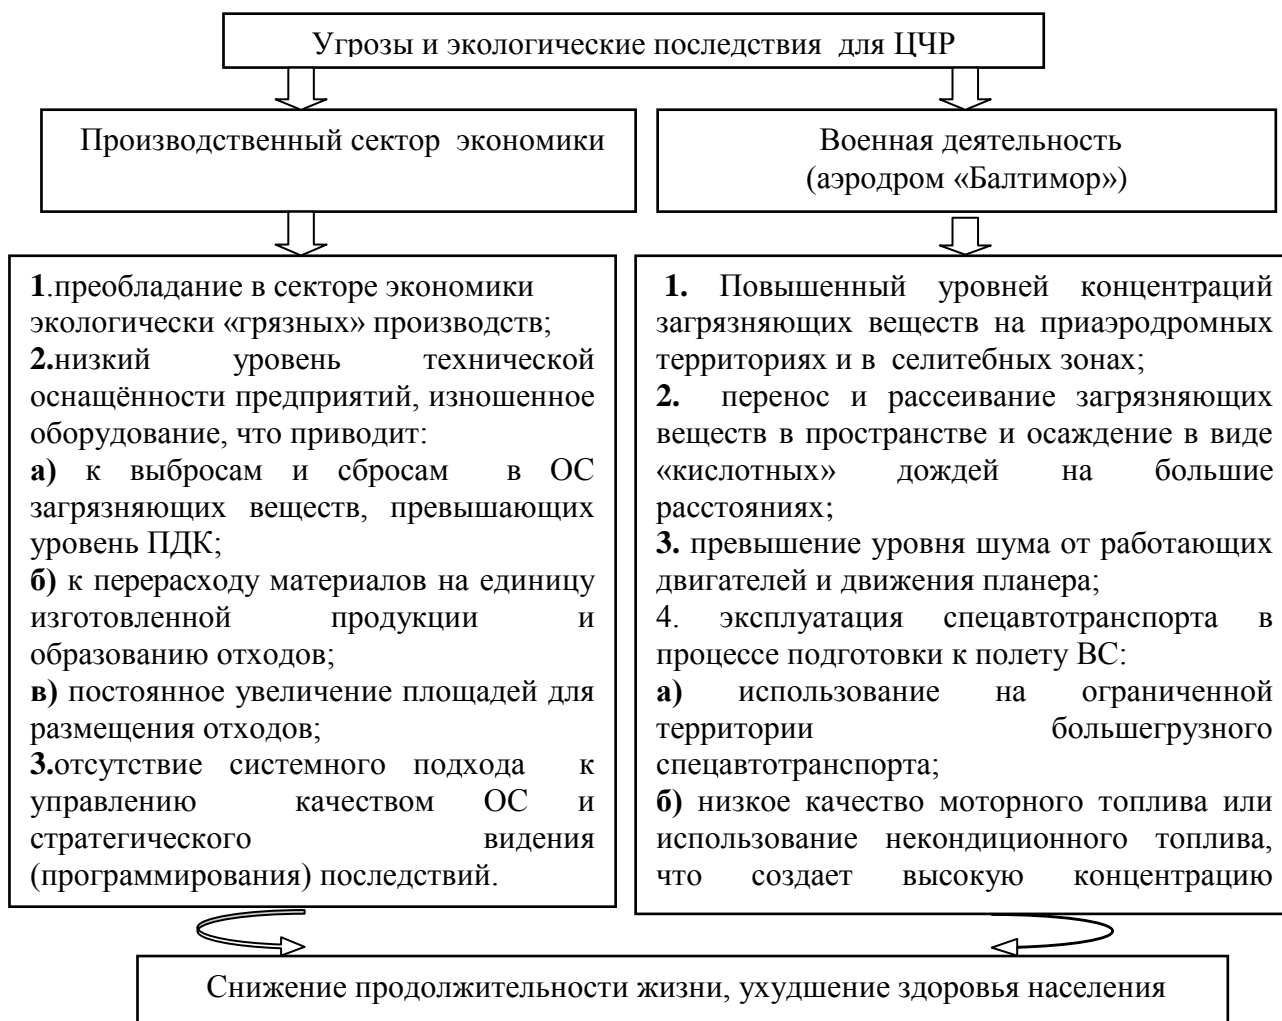 Угрозы и экологические последствия для ЦЧР
Производственный сектор экономики
Военная деятельность
(аэродром «Балтимор»)
1.преобладание в секторе экономики
экологически «грязных» производств;
2.низкий уровень технической
оснащённости предприятий, изношенное
оборудование, что приводит:
а) к выбросам и сбросам в ОС
загрязняющих веществ, превышающих
уровень ПДК;
б) к перерасходу материалов на единицу
изготовленной продукции и
образованию отходов;
в) постоянное увеличение площадей для
размещения отходов;
3.отсутствие системного подхода к
управлению качеством ОС и
стратегического видения
(программирования) последствий.
1. Повышенный уровней концентраций
загрязняющих веществ на приаэродромных
территориях и в селитебных зонах;
2. перенос и рассеивание загрязняющих
веществ в пространстве и осаждение в виде
«кислотных» дождей на большие
расстояниях;
3. превышение уровня шума от работающих
двигателей и движения планера;
4. эксплуатация спецавтотранспорта в
процессе подготовки к полету ВС:
а) использование на ограниченной
территории большегрузного
спецавтотранспорта;
б) низкое качество моторного топлива или
использование некондиционного топлива,
что создает высокую концентрацию
Снижение продолжительности жизни, ухудшение здоровья населения